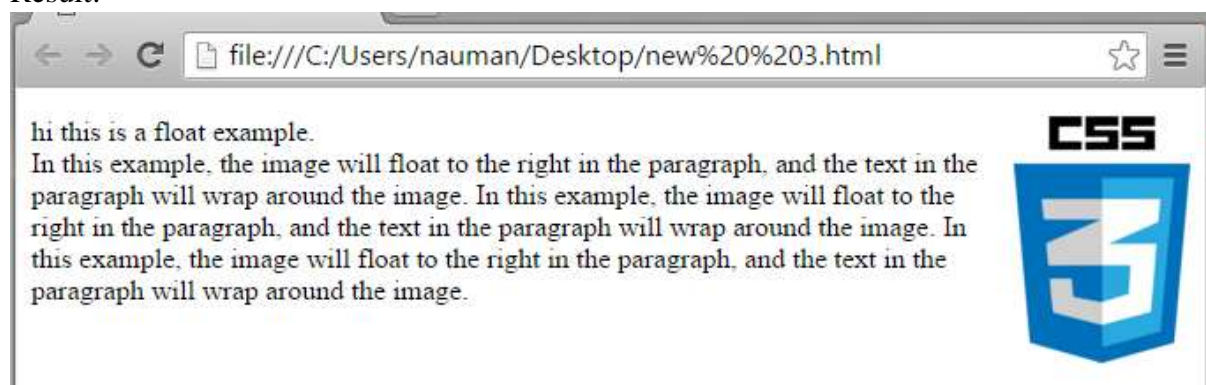 file:///C:/Users/nauman/Desktop/new%20%203.html
hi this is a float example.
In this example, the image will float to the right in the paragraph, and the text in the
paragraph will wrap around the image. In this example, the image will float to the
right in the paragraph, and the text in the paragraph will wrap around the image. In
this example, the image will float to the right in the paragraph, and the text in the
paragraph will wrap around the image.
CSS
3